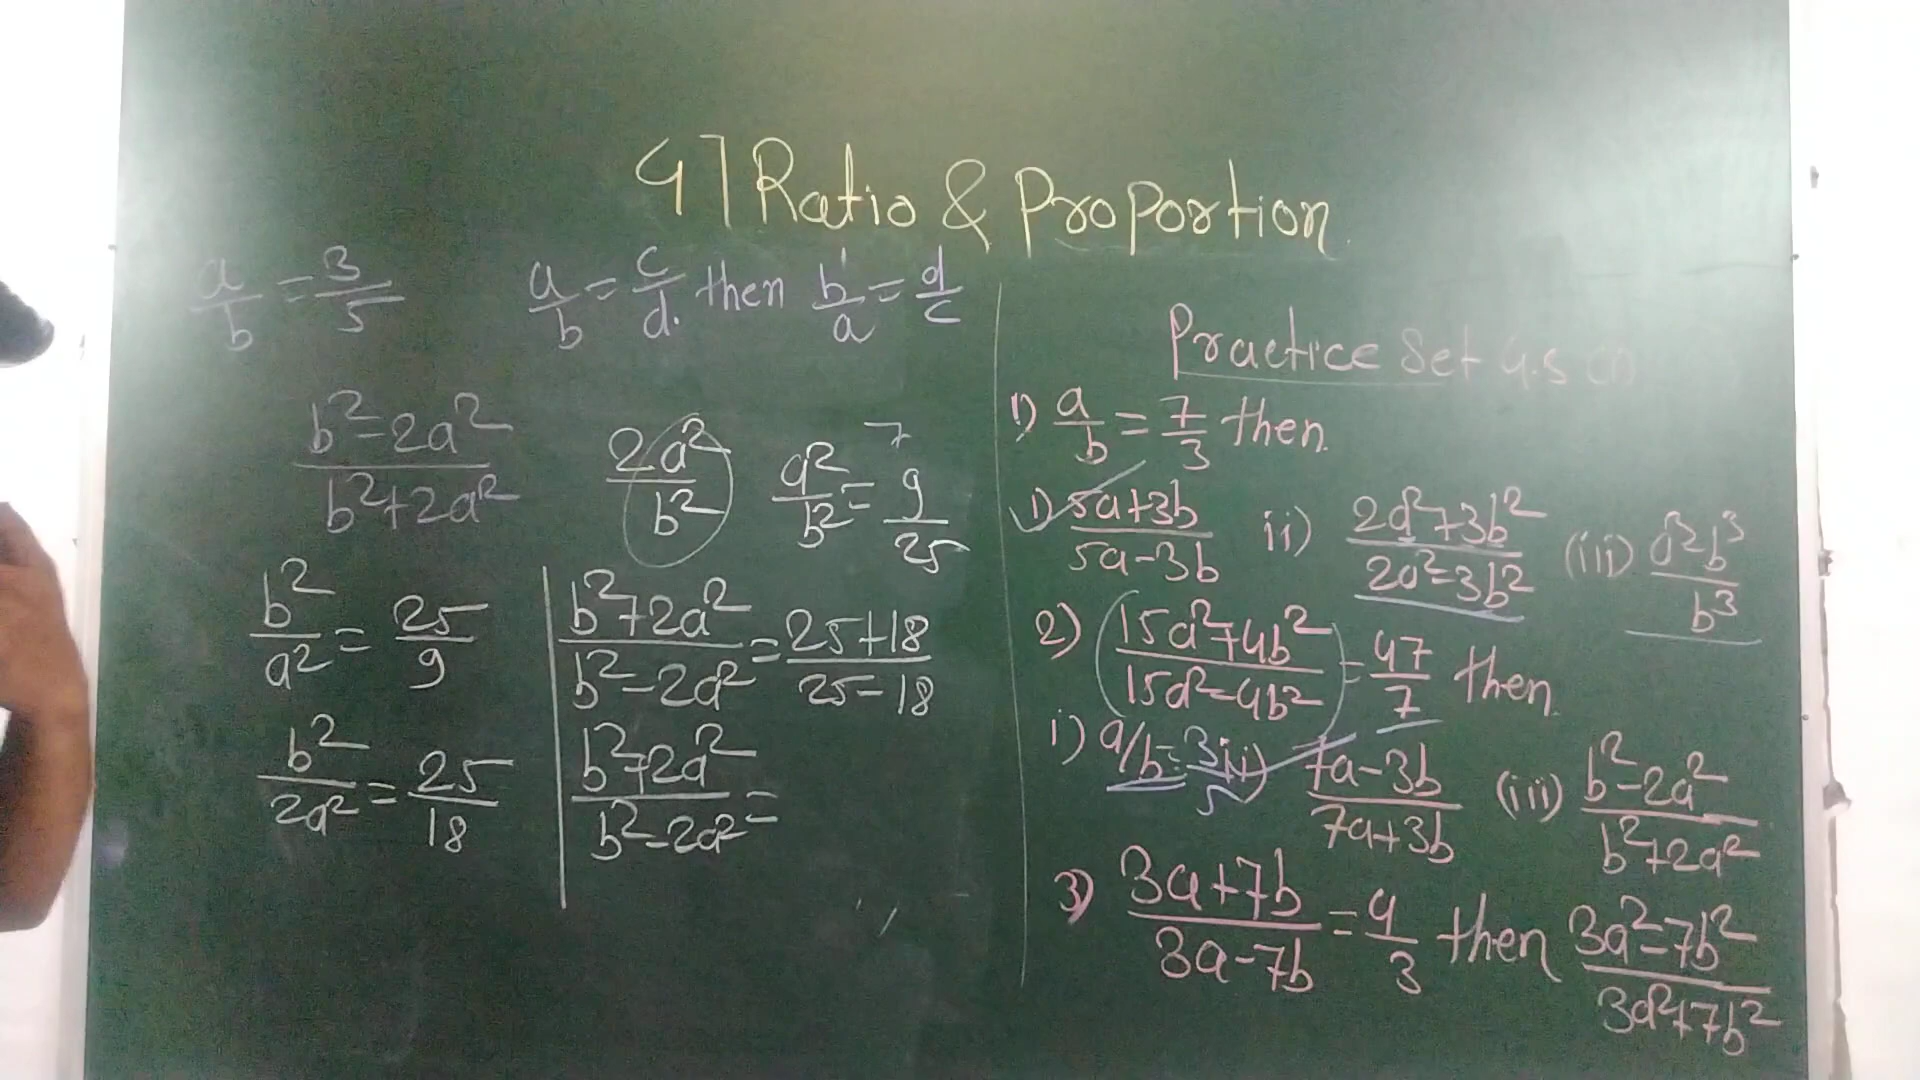 4] Ratio & Proportion
a/b = 3/5    a/b = c/d. then b/a = d/c
b²-2a² / b²+2a²    2a²/b²    a²/b² = 9/25
7
b²/a² = 25/9
b²/2a² = 25/18
b²+2a² / b²-2a² = 25+18 / 25-18
b²+2a² / b²-2a² =
Practice Set 4.3
1) a/b = 7/3 then.
i) 5a+3b / 5a-3b    ii) 2a²+3b² / 2a²-3b²    (iii) b³ / b³
2) 15a²+4b² / 15a²-4b² = 47/7 then
i) a/b = 3/5    ii) 7a-3b / 7a+3b    (iii) b²-2a² / b²+2a²
3) 3a+7b / 3a-7b = 4/3 then 3a²-7b² / 3a²+7b²